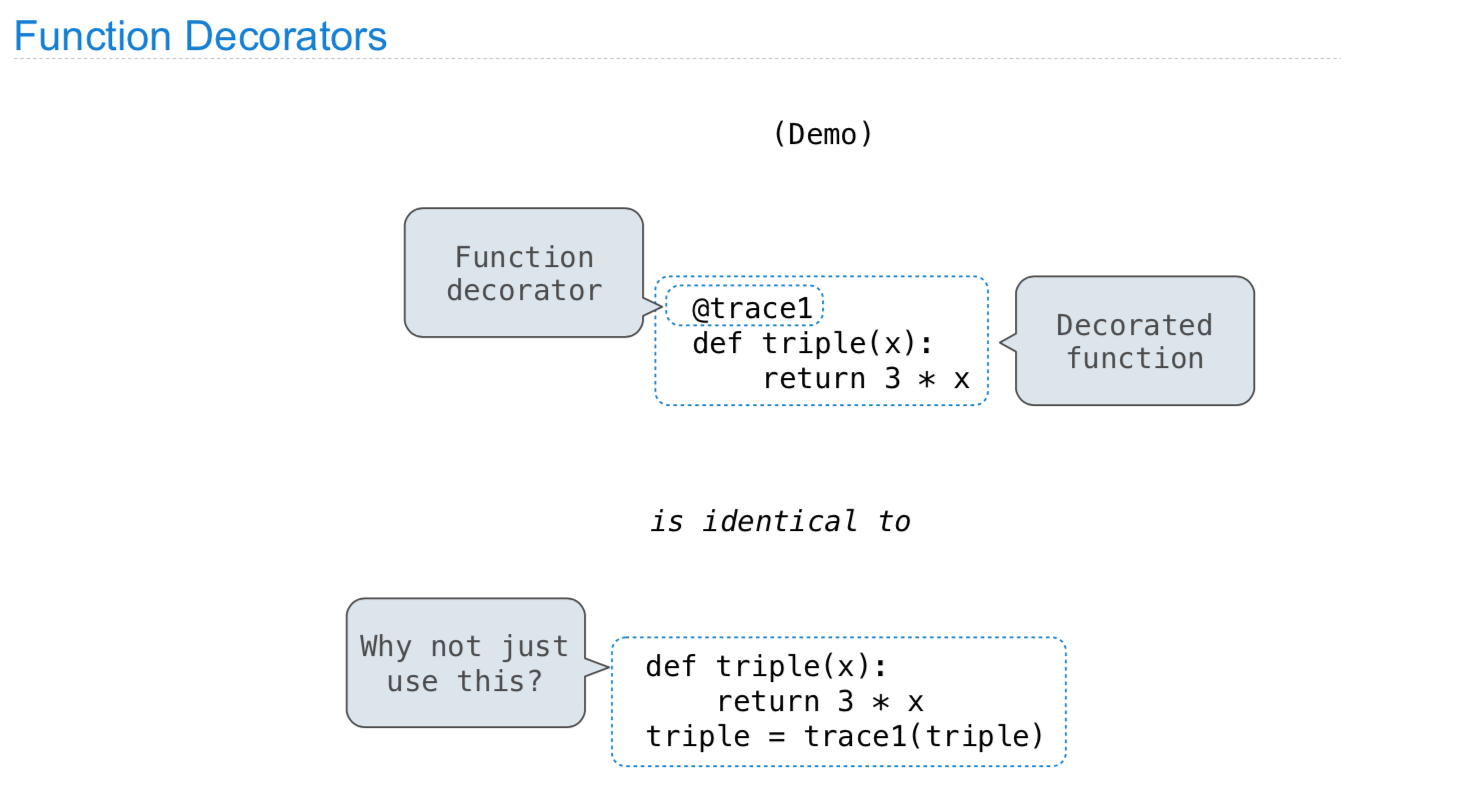 Function Decorators
(Demo)
Function
decorator
@trace1
def triple(x):
    return 3 * x
Decorated
function
is identical to
Why not just
use this?
def triple(x):
    return 3 * x
triple = trace1(triple)